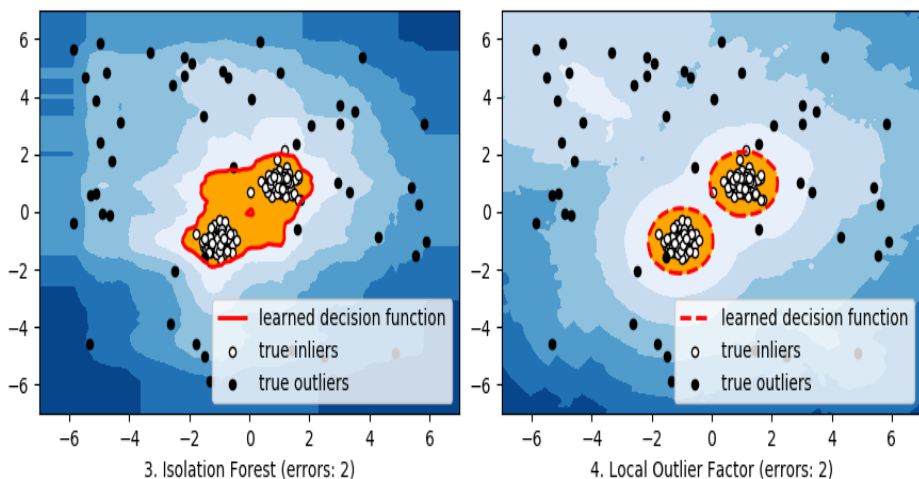 6
4
2
0
−2
−4
−6
−6 −4 −2 0 2 4 6
learned decision function
true inliers
true outliers
3. Isolation Forest (errors: 2)
6
4
2
0
−2
−4
−6
−6 −4 −2 0 2 4 6
learned decision function
true inliers
true outliers
4. Local Outlier Factor (errors: 2)